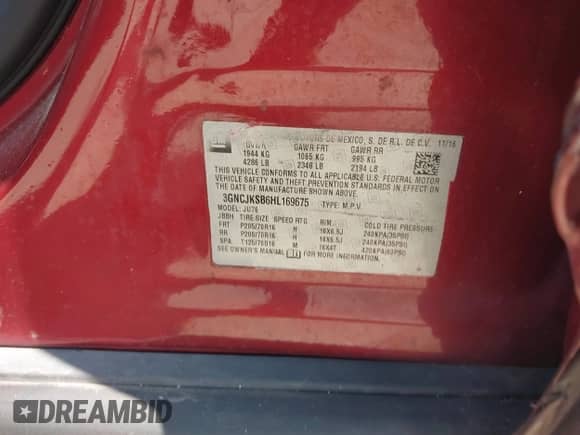 DE MEXICO, S. DE R.L. DE C.V. 11/16
GVWR GAWR FRT GAWR RR
1944 KG 1065 KG 995 KG
4286 LB 2348 LB 2194 LB
THIS VEHICLE CONFORMS TO ALL APPLICABLE U.S. FEDERAL MOTOR
VEHICLE SAFETY AND THEFT PREVENTION STANDARDS IN EFFECT ON THE DATE
OF MANUFACTURE SHOWN ABOVE.
3GNCJKSB6HL169675 TYPE: M.P.V.
MODEL: JU76
JBBH TIRE SIZE SPEED RTG RIM COLD TIRE PRESSURE
FRT P205/70R16 H 16X6.5J 240KPA(35PSI)
RR P205/70R16 H 16X6.5J 240KPA(35PSI)
SPA T125/70D16 M 16X4T 420KPA(60PSI)
SEE OWNER'S MANUAL FOR MORE INFORMATION.
DREAMBID